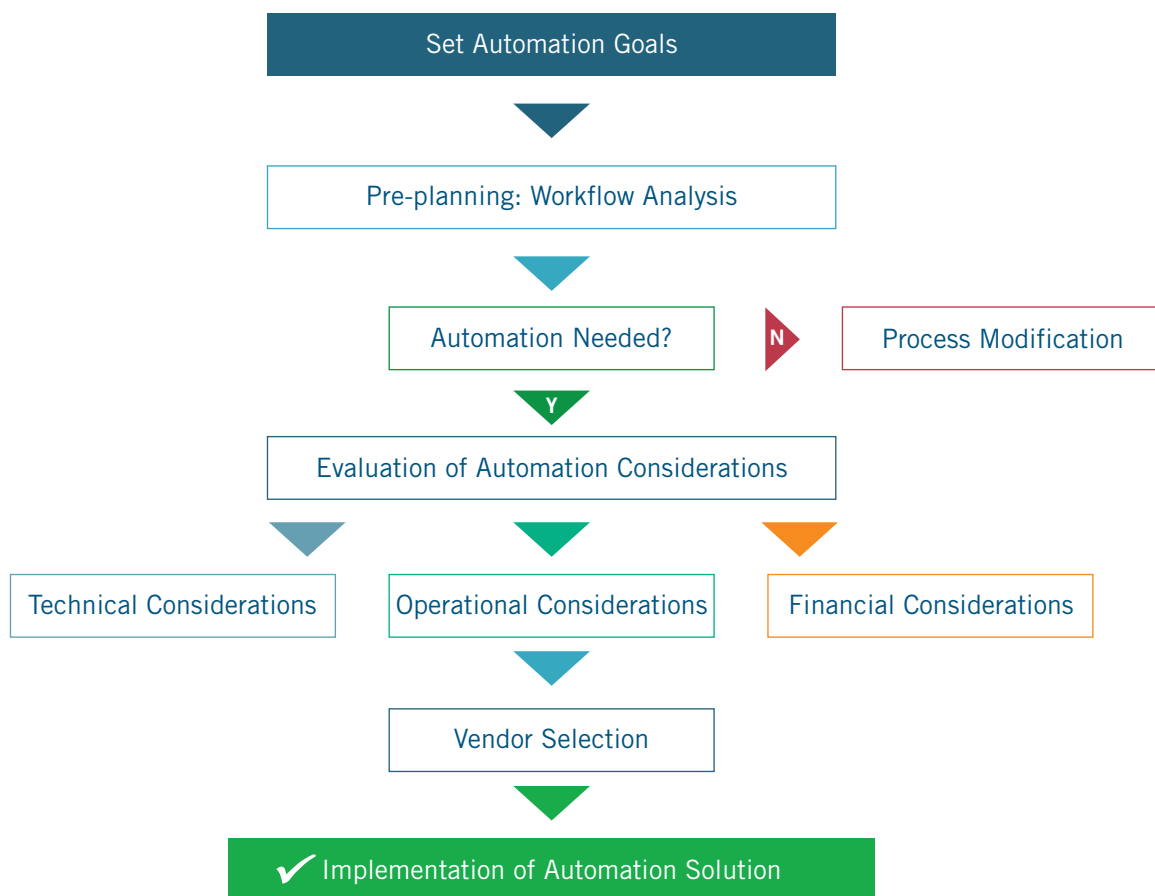 Set Automation Goals
Pre-planning: Workflow Analysis
Automation Needed?
N
Process Modification
Y
Evaluation of Automation Considerations
Technical Considerations
Operational Considerations
Financial Considerations
Vendor Selection
Implementation of Automation Solution